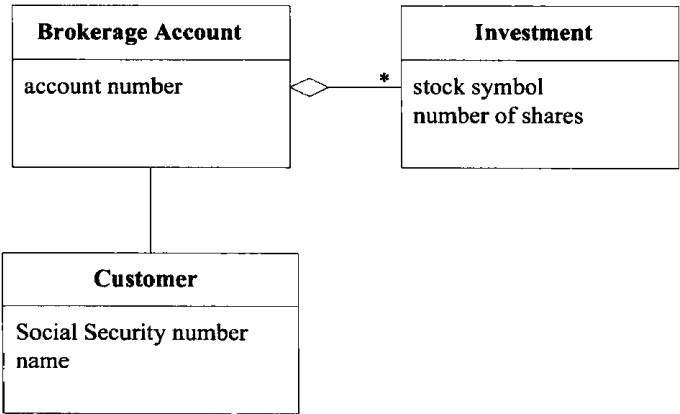 Brokerage Account
account number
*
Investment
stock symbol
number of shares
Customer
Social Security number
name